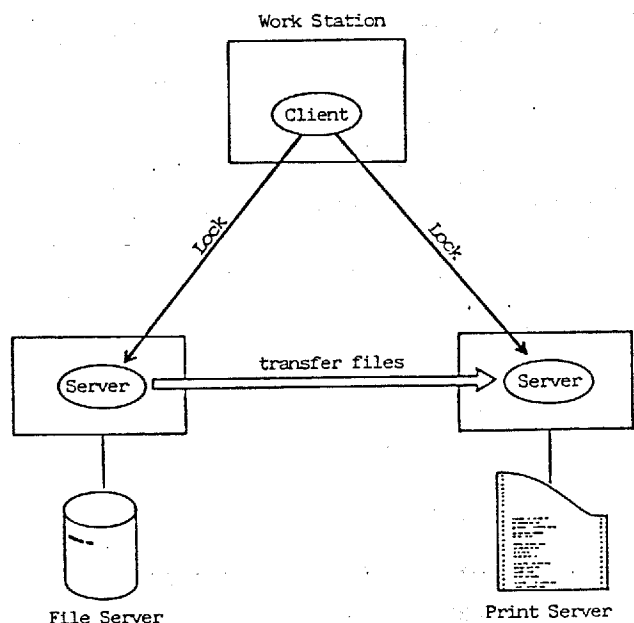 Work Station
Client
Lock
Lock
Server
transfer files
Server
File Server
Print Server